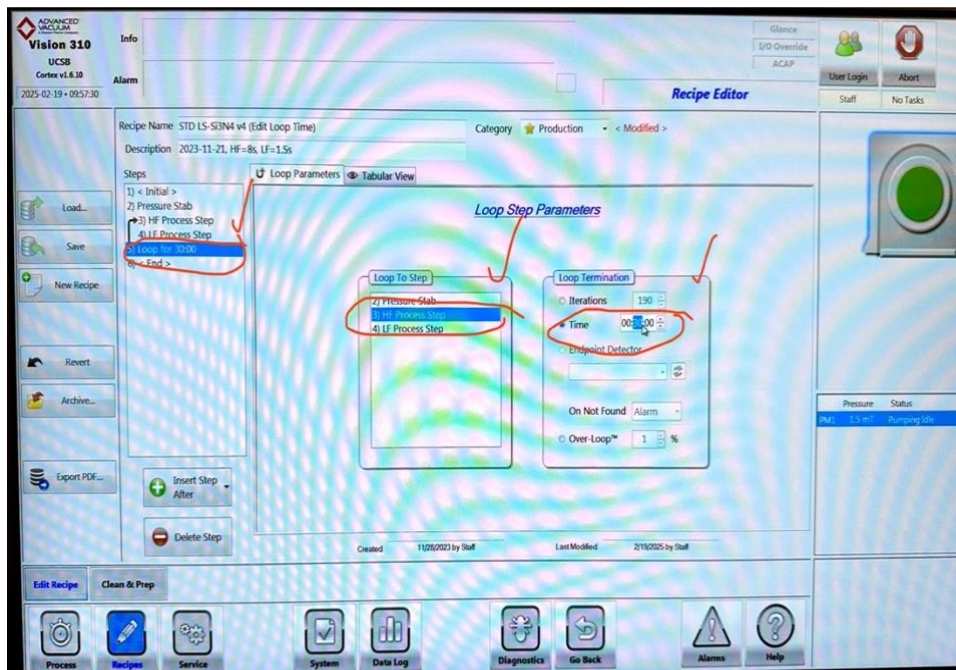 ADVANCED
VACUUM
Vision 310
UCSB
Cortex v1.6.10
2025-02-19 • 09:57:30
Info
Alarm
Glance
I/O Override
ACAP
Recipe Editor
User Login
Abort
Staff
No Tasks
Recipe Name STD LS-Si3N4 v4 (Edit Loop Time)
Category Production < Modified >
Description 2023-11-21, HF=8s, LF=1.5s
Steps
Loop Parameters Tabular View
1) < Initial >
2) Pressure Stab
3) HF Process Step
4) LF Process Step
5) Loop for 30:00
6) < End >
Load...
Save
New Recipe
Revert
Archive...
Export PDF...
Insert Step
After
Delete Step
Loop Step Parameters
Loop To Step
2) Pressure Stab
3) HF Process Step
4) LF Process Step
Loop Termination
Iterations 190
Time 00:30:00
Endpoint Detector
On Not Found Alarm
Over-Loop™ 1 %
Created 11/28/2023 by Staff
Last Modified 2/19/2025 by Staff
Pressure Status
PM1 1.5 mT Pumping Idle
Edit Recipe Clean & Prep
Process Recipes Service System Data Log Diagnostics Go Back Alarms Help